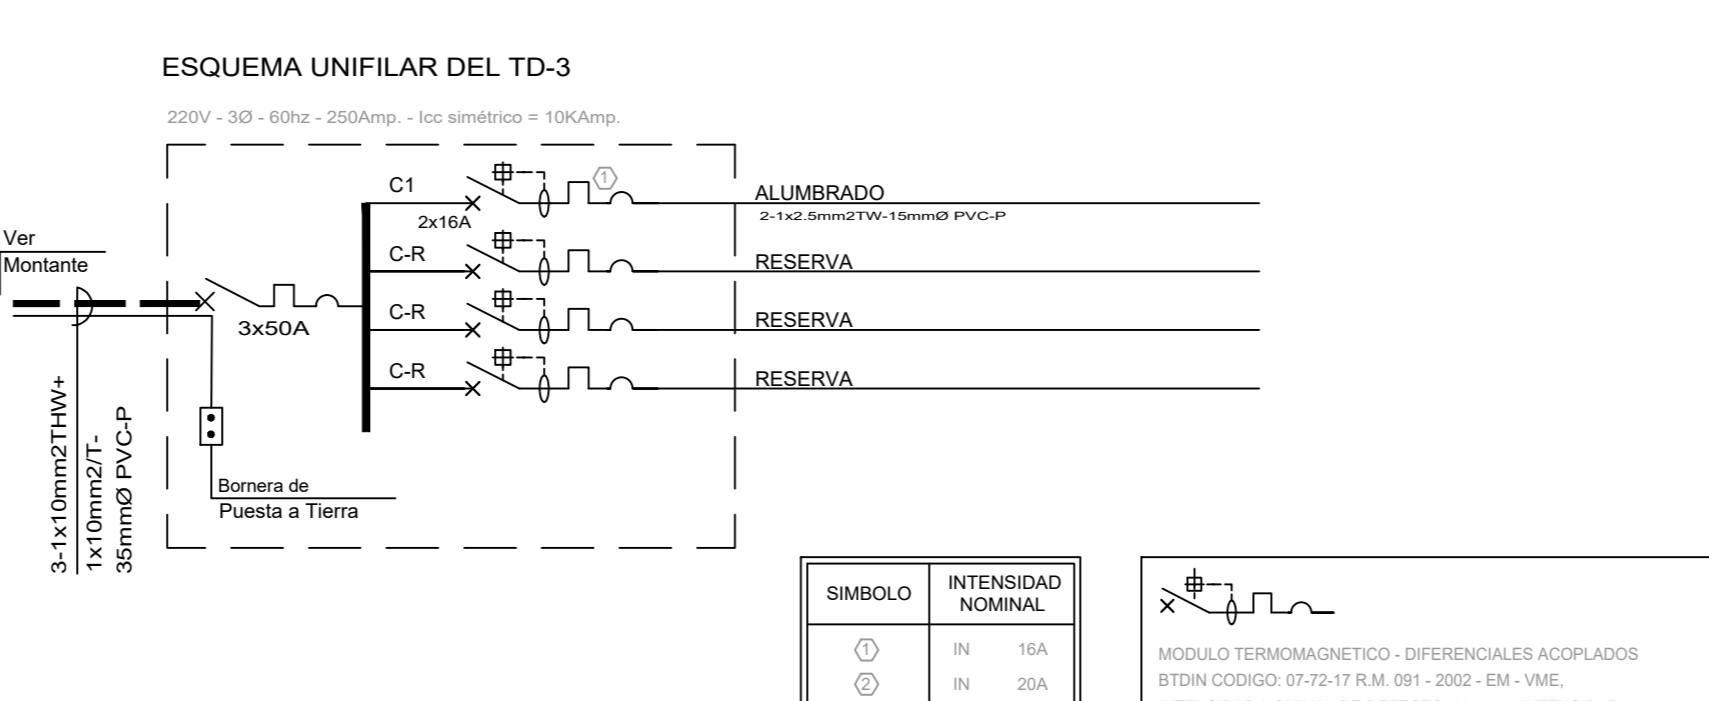 ESQUEMA UNIFILAR DEL TD-3
220V - 3Ø - 60hz - 250Amp. - Icc simétrico = 10KAmp.
C1
1
ALUMBRADO
2x16A
2-1x2.5mm2TW-15mmØ PVC-P
Ver
Montante
C-R
RESERVA
3x50A
C-R
RESERVA
C-R
RESERVA
3-1x10mm2THW+
1x10mm2/T-
35mmØ PVC-P
Bornera de
Puesta a Tierra
SIMBOLO
INTENSIDAD
NOMINAL
1 IN 16A
2 IN 20A
MODULO TERMOMAGNETICO - DIFERENCIALES ACOPLADOS
BTDIN CODIGO: 07-72-17 R.M. 091 - 2002 - EM - VME,